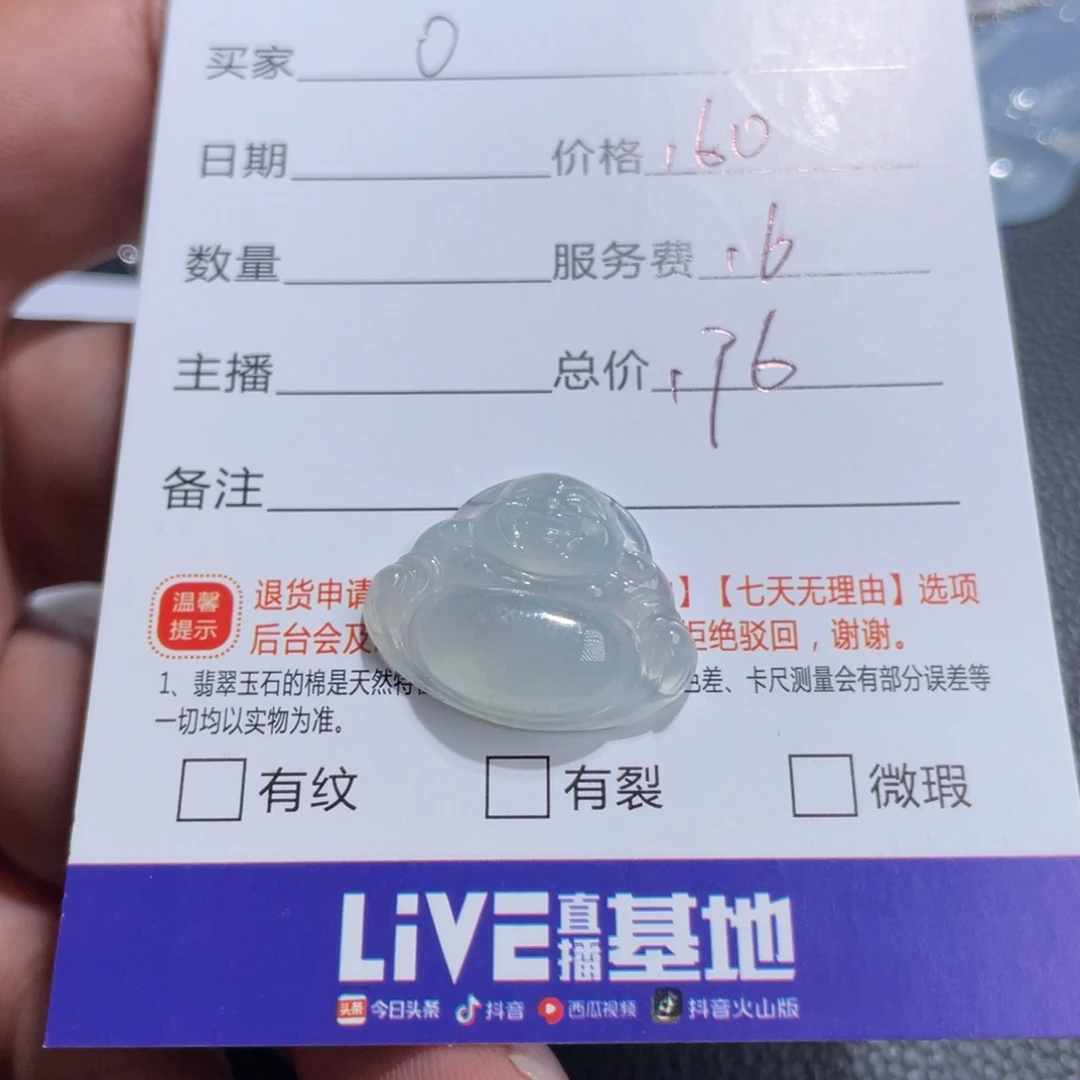 买家 0
日期 价格 160
数量 服务费 16
主播 总价 176
备注
温馨提示 退货申请 】【七天无理由】选项
后台会及 拒绝驳回，谢谢。
1、翡翠玉石的棉是天然特 色差、卡尺测量会有部分误差等
一切均以实物为准。
有纹 有裂 微瑕
LiVE直播基地
头条 今日头条 抖音 西瓜视频 抖音火山版